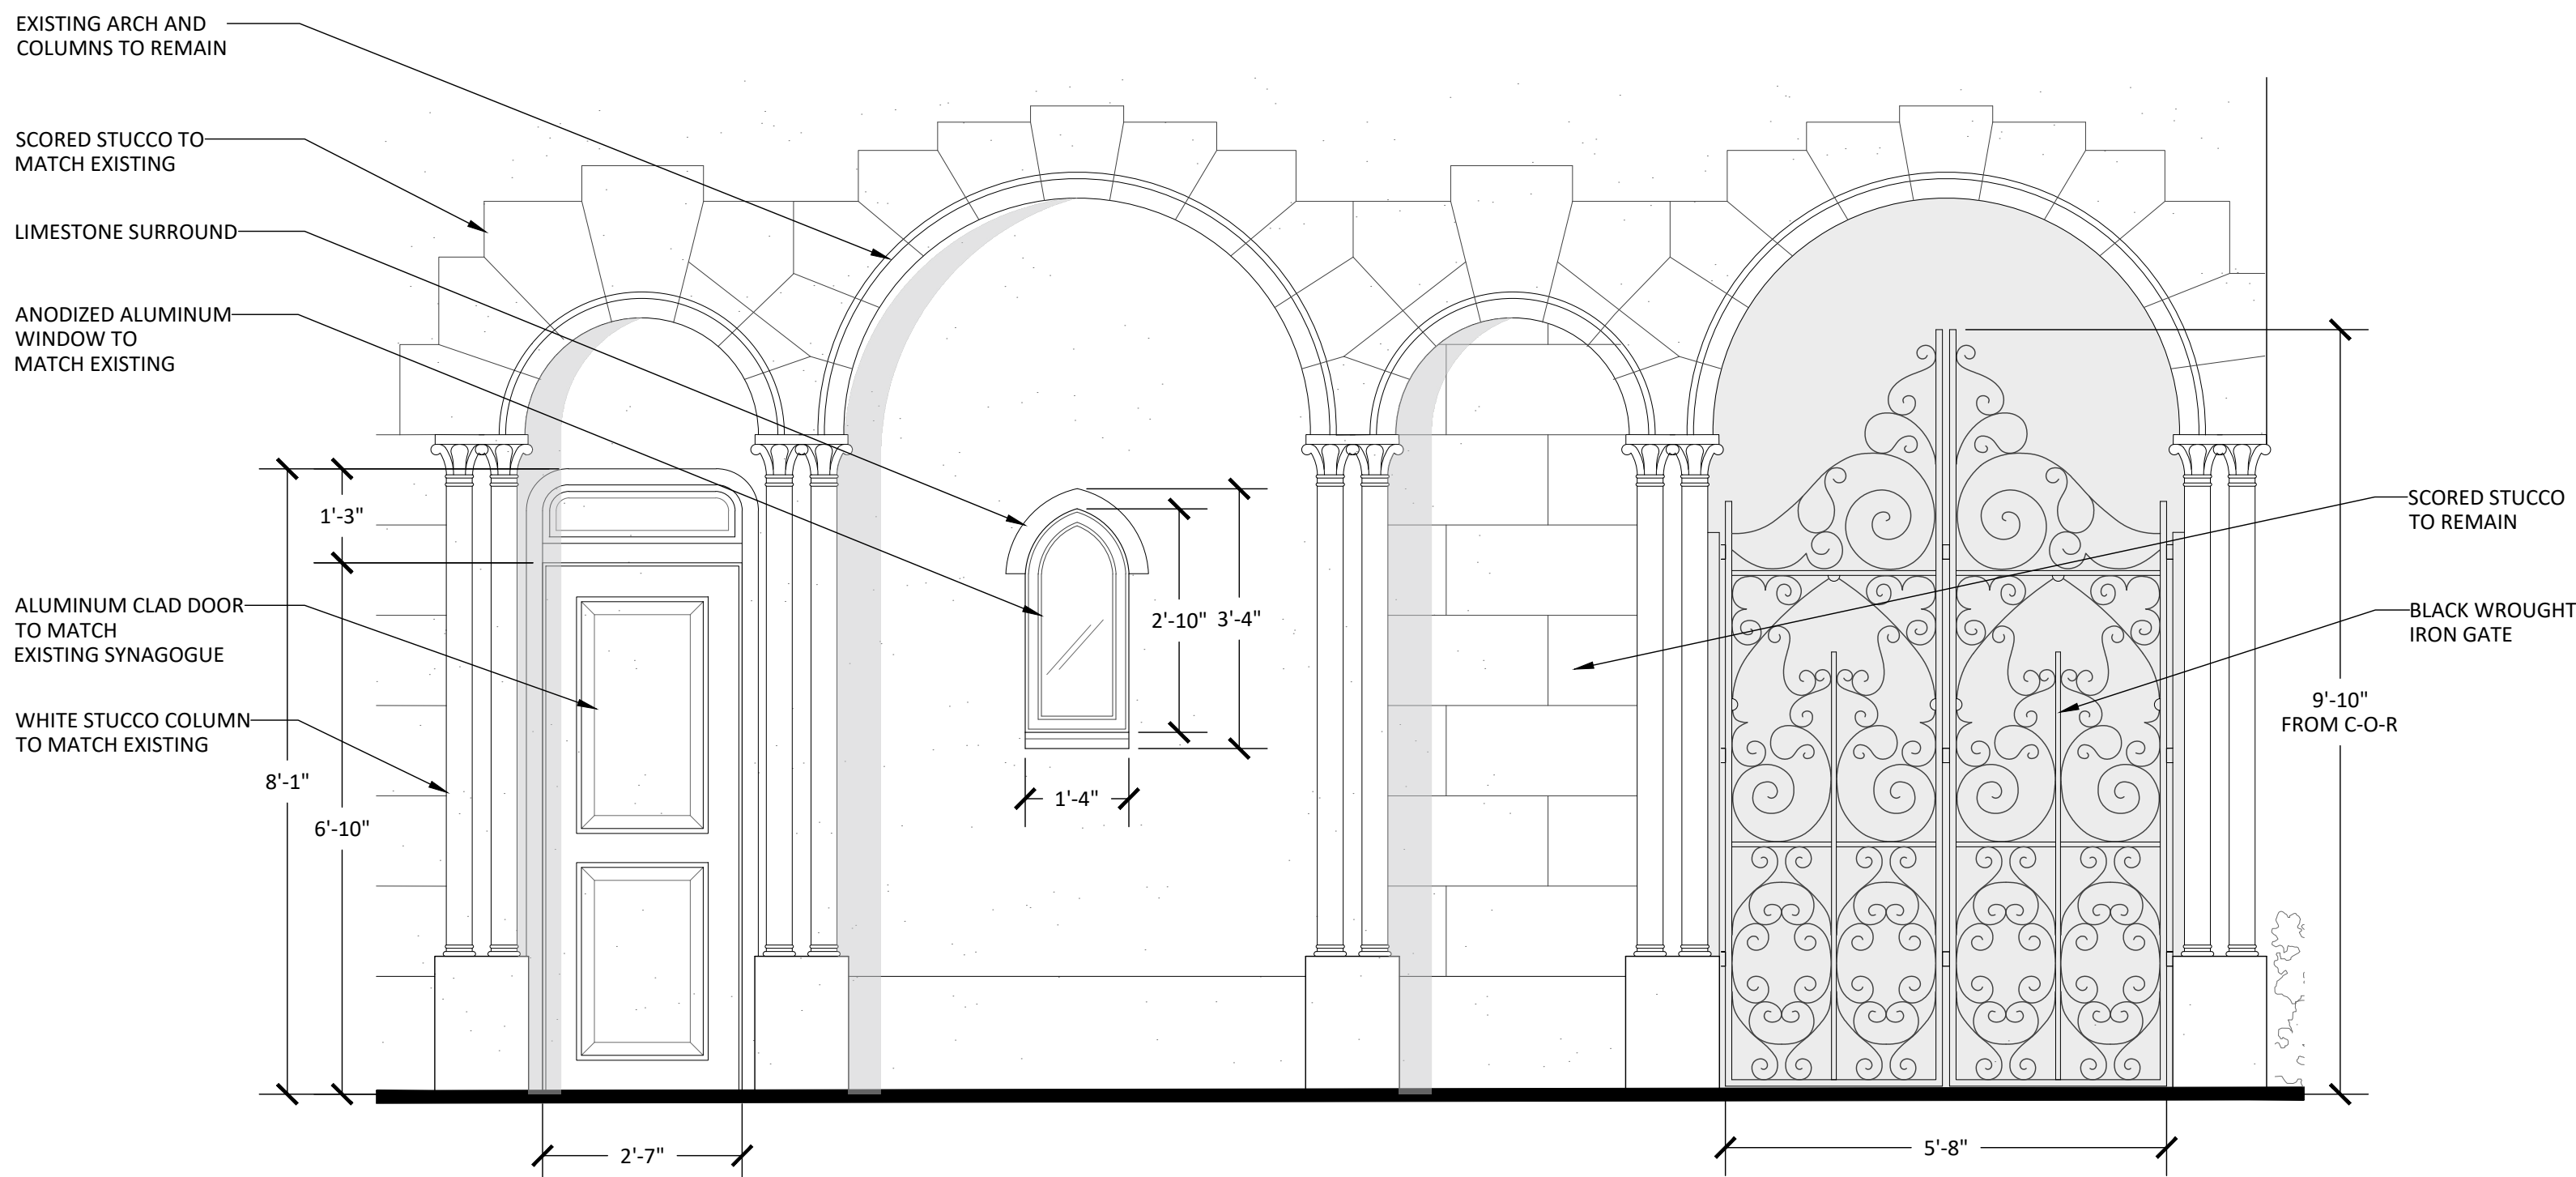 EXISTING ARCH AND
COLUMNS TO REMAIN
SCORED STUCCO TO
MATCH EXISTING
LIMESTONE SURROUND
ANODIZED ALUMINUM
WINDOW TO
MATCH EXISTING
ALUMINUM CLAD DOOR
TO MATCH
EXISTING SYNAGOGUE
WHITE STUCCO COLUMN
TO MATCH EXISTING
1'-3"
8'-1"
6'-10"
2'-7"
2'-10"
3'-4"
1'-4"
SCORED STUCCO
TO REMAIN
BLACK WROUGHT
IRON GATE
9'-10"
FROM C-O-R
5'-8"